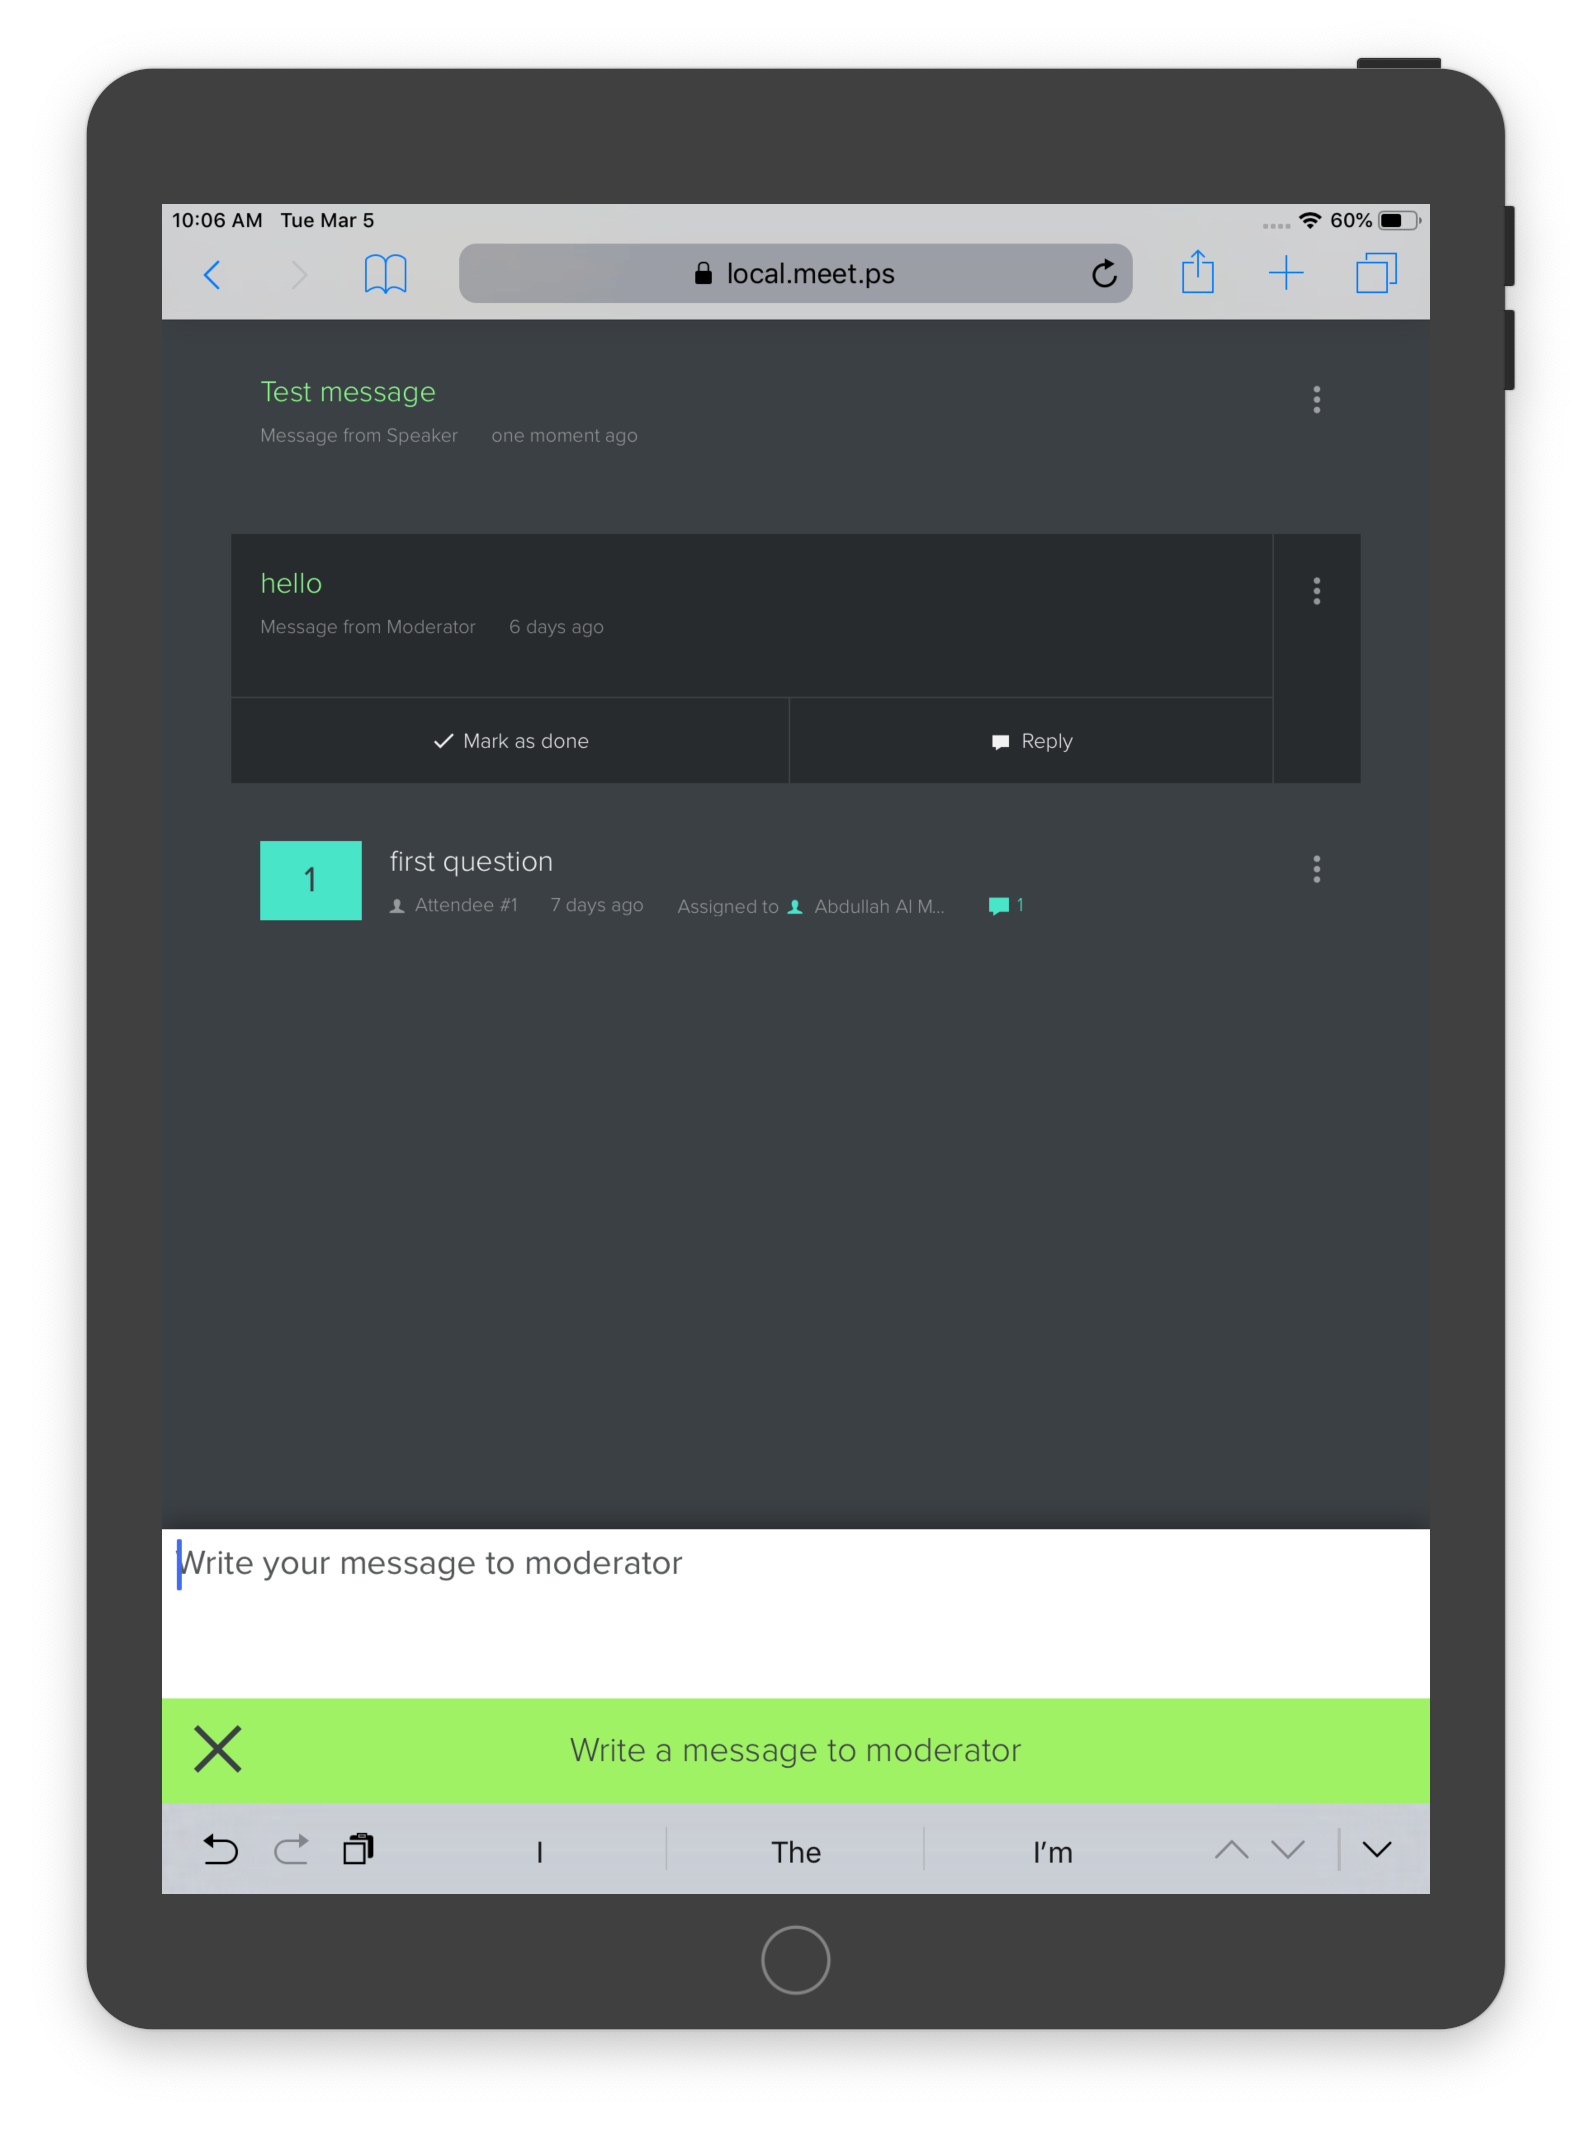 10:06 AM Tue Mar 5 60%
local.meet.ps
Test message
Message from Speaker one moment ago
hello
Message from Moderator 6 days ago
Mark as done Reply
1 first question
Attendee #1 7 days ago Assigned to Abdullah Al M... 1
Write your message to moderator
Write a message to moderator
I The I'm